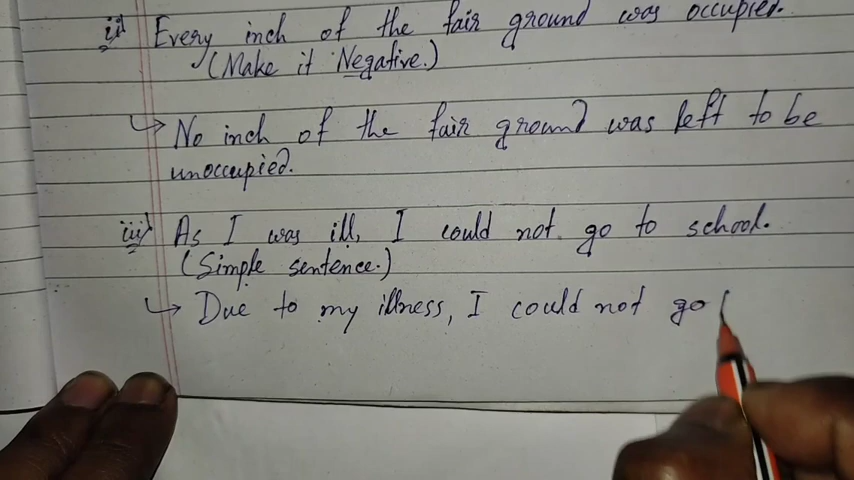 ii) Every inch of the fair ground was occupied.
(Make it Negative.)
↳ No inch of the fair ground was left to be
unoccupied.
iii) As I was ill, I could not go to school.
(Simple sentence.)
↳ Due to my illness, I could not go